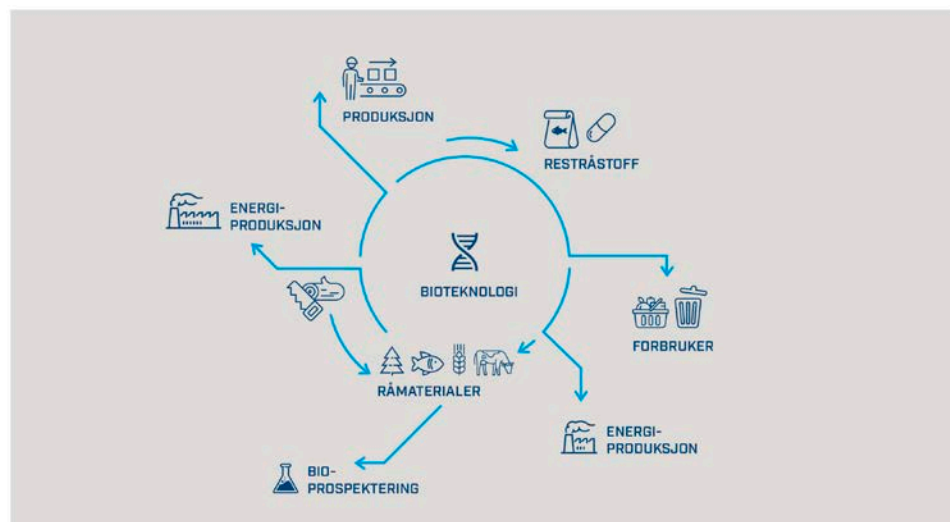 PRODUKSJON
RESTRÅSTOFF
ENERGI-
PRODUKSJON
BIOTEKNOLOGI
FORBRUKER
RÅMATERIALER
ENERGI-
PRODUKSJON
BIO-
PROSPEKTERING